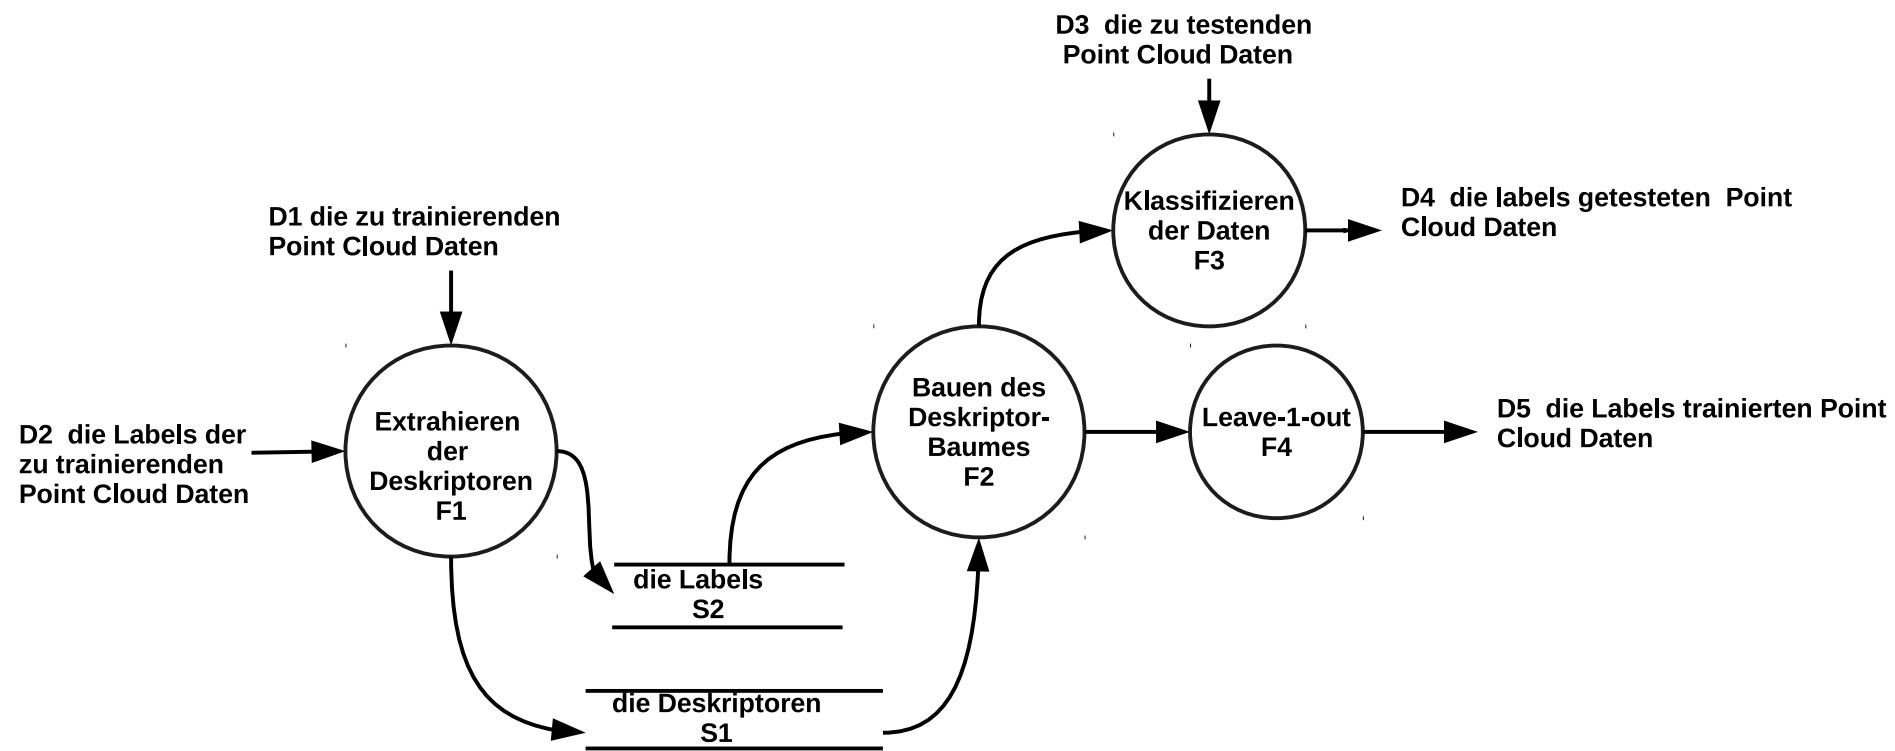 D3 die zu testenden
Point Cloud Daten
Klassifizieren
der Daten
F3
D4 die labels getesteten Point
Cloud Daten
D1 die zu trainierenden
Point Cloud Daten
D2 die Labels der
zu trainierenden
Point Cloud Daten
Extrahieren
der
Deskriptoren
F1
Bauen des
Deskriptor-
Baumes
F2
Leave-1-out
F4
D5 die Labels trainierten Point
Cloud Daten
die Labels
S2
die Deskriptoren
S1